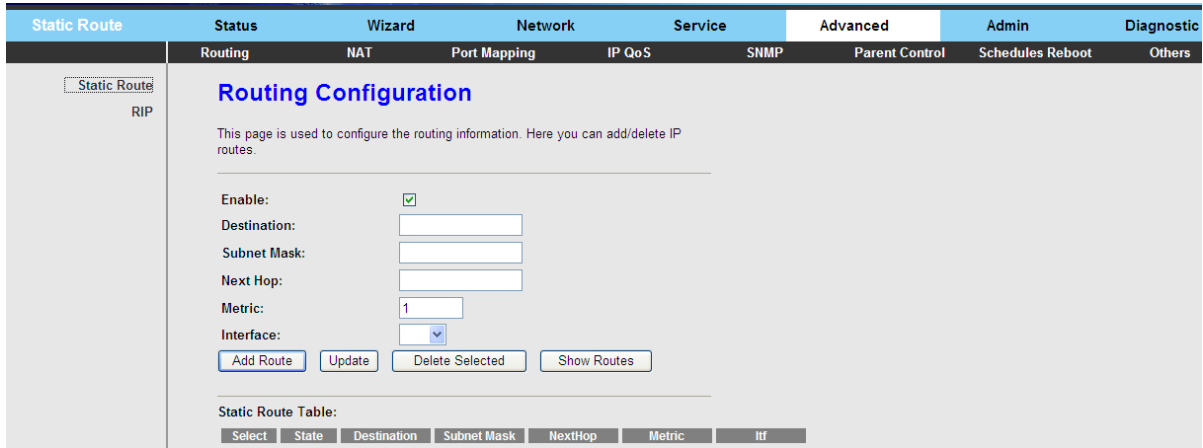 Static Route Status Wizard Network Service Advanced Admin Diagnostic
Routing NAT Port Mapping IP QoS SNMP Parent Control Schedules Reboot Others
Static Route
RIP
Routing Configuration
This page is used to configure the routing information. Here you can add/delete IP
routes.
Enable:
Destination:
Subnet Mask:
Next Hop:
Metric: 1
Interface:
Add Route Update Delete Selected Show Routes
Static Route Table:
Select State Destination Subnet Mask NextHop Metric Itf